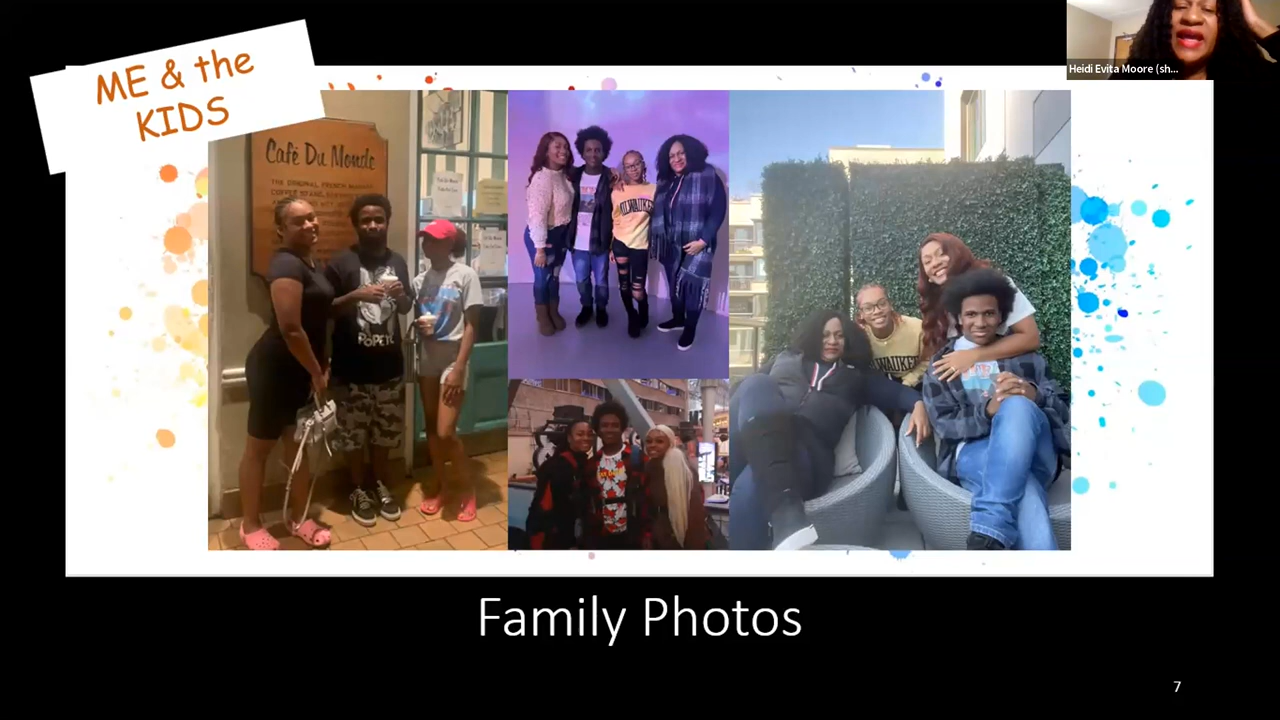 ME & the
KIDS
Heidi Evita Moore (sh...
Café Du Monde
THE ORIGINAL FRENCH MARKET
COFFEE STAND
POPEYE
MILWAUKEE
MILWAUKEE
Family Photos
7